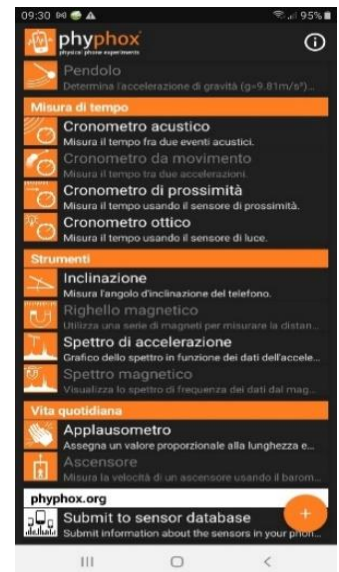 09:30
95%
phyphox
physical phone experiments
Pendolo
Determina l'accelerazione di gravità (g=9.81m/s²)...
Misura di tempo
Cronometro acustico
Misura il tempo fra due eventi acustici.
Cronometro da movimento
Misura il tempo tra due accelerazioni.
Cronometro di prossimità
Misura il tempo usando il sensore di prossimità.
Cronometro ottico
Misura il tempo usando il sensore di luce.
Strumenti
Inclinazione
Misura l'angolo d'inclinazione del telefono.
Righello magnetico
Utilizza una serie di magneti per misurare la distan...
Spettro di accelerazione
Grafico dello spettro in funzione dei dati dell'accele...
Spettro magnetico
Visualizza lo spettro di frequenza dei dati dal mag...
Vita quotidiana
Applausometro
Assegna un valore proporzionale alla lunghezza e...
Ascensore
Misura la velocità di un ascensore usando il barom...
phyphox.org
Submit to sensor database
Submit information about the sensors in your phon...